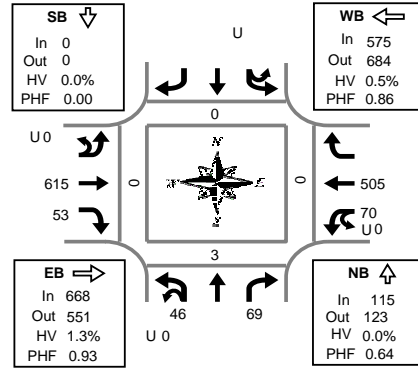 SB
In 0
Out 0
HV 0.0%
PHF 0.00
U
WB
In 575
Out 684
HV 0.5%
PHF 0.86
0
U 0
N
615
0
W
E
0
505
53
70
U 0
3
EB
In 668
Out 551
HV 1.3%
PHF 0.93
46
69
U 0
NB
In 115
Out 123
HV 0.0%
PHF 0.64